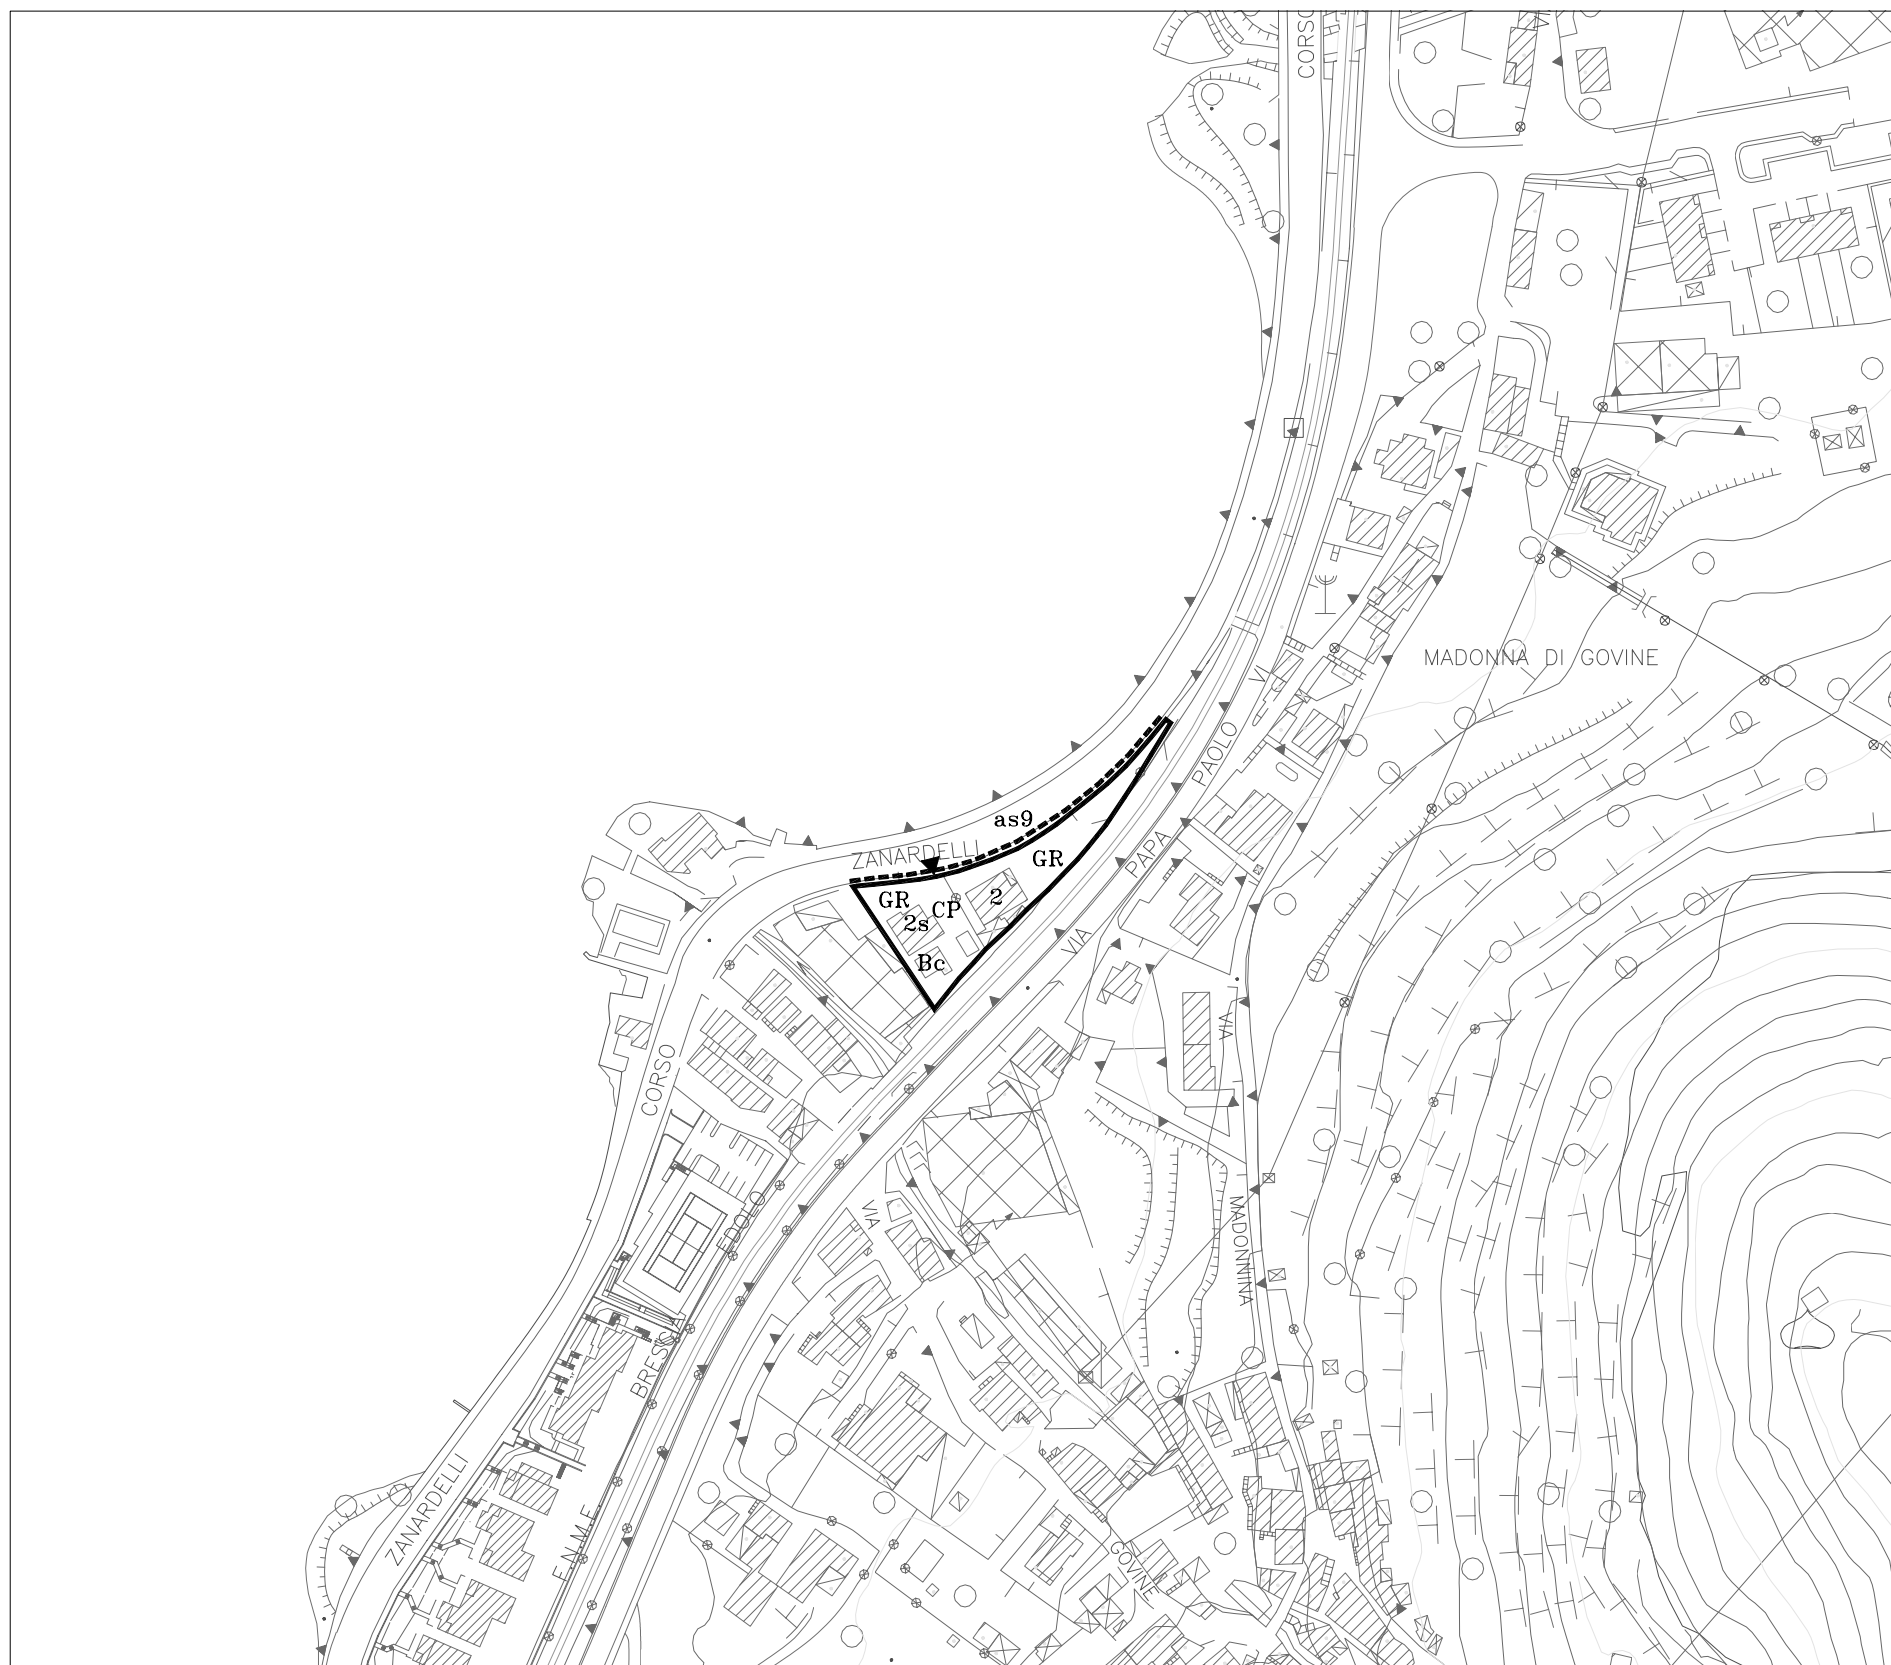 CORSO
MADONNA DI GOVINE
VI
PAOLO
PAPA
VIA
as9
ZANARDELLI
GR
GR
CP
2
2s
Bc
VIA
CORSO
MADONNINA
EDOLO
VIA
BRESCIA
ZANARDELLI
F.N.M.E.
GOVINE